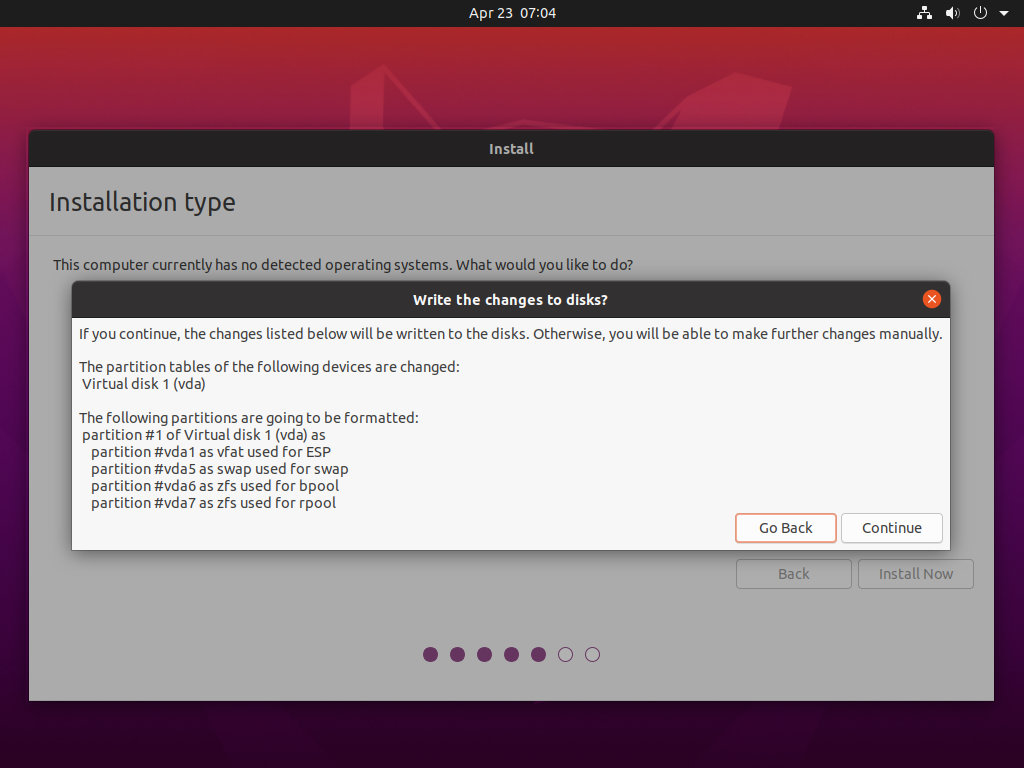 Apr 23 07:04
Install
Installation type
This computer currently has no detected operating systems. What would you like to do?
Write the changes to disks?
If you continue, the changes listed below will be written to the disks. Otherwise, you will be able to make further changes manually.
The partition tables of the following devices are changed:
Virtual disk 1 (vda)
The following partitions are going to be formatted:
partition #1 of Virtual disk 1 (vda) as
partition #vda1 as vfat used for ESP
partition #vda5 as swap used for swap
partition #vda6 as zfs used for bpool
partition #vda7 as zfs used for rpool
Go Back Continue
Back Install Now